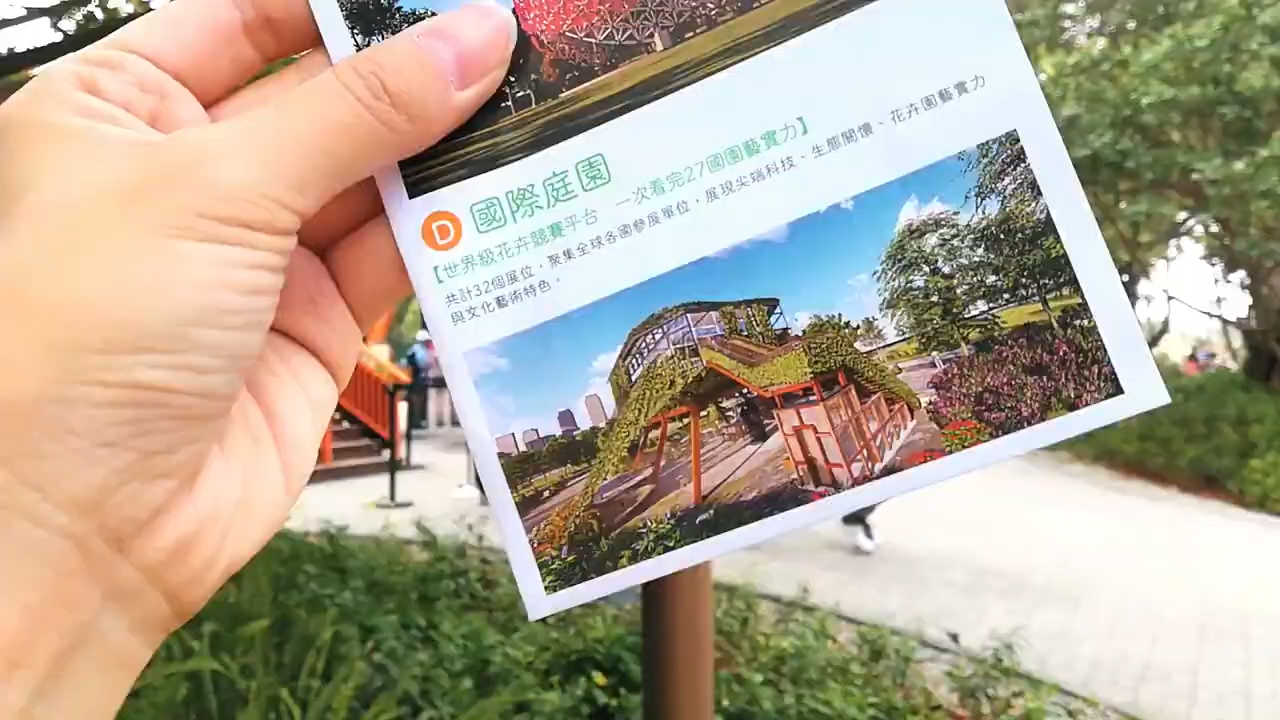 D 國際庭園
【世界級花卉競賽平台 一次看完27國園藝實力】
共計32個展位，聚集全球各國參展單位，展現尖端科技、生態關懷、花卉園藝實力
與文化藝術特色。